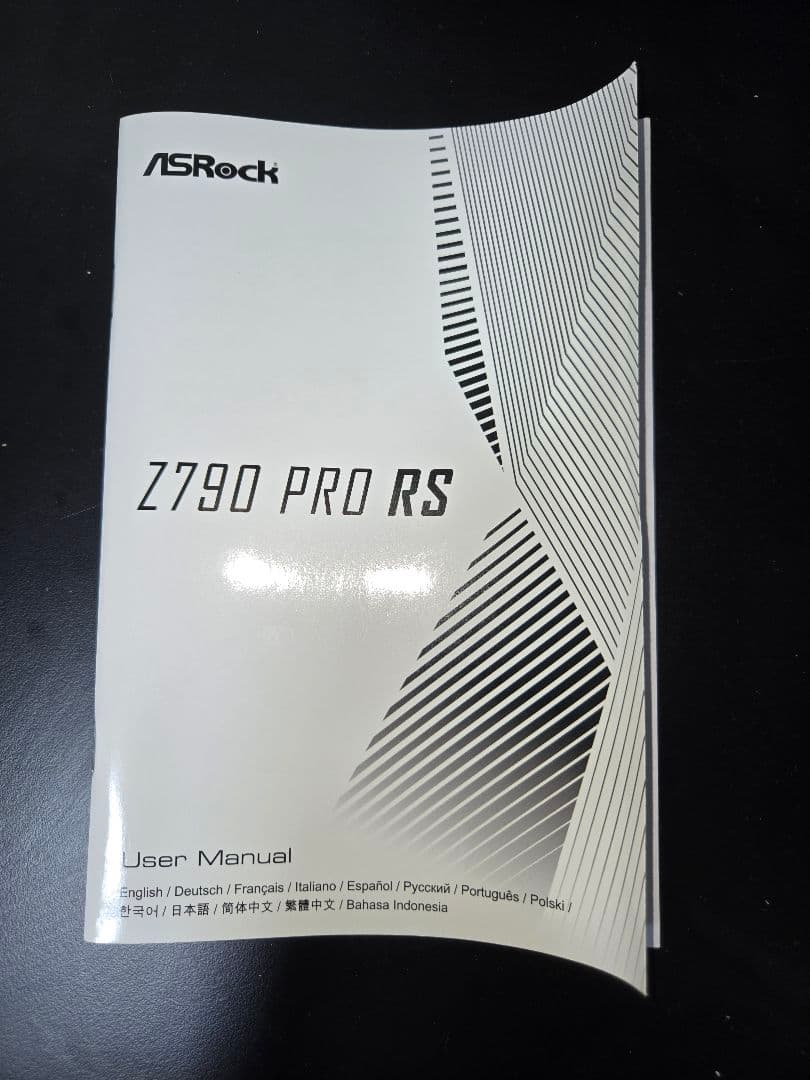 ASRock
Z790 PRO RS
User Manual
English / Deutsch / Français / Italiano / Español / Русский / Português / Polski /
한국어 / 日本語 / 简体中文 / 繁體中文 / Bahasa Indonesia